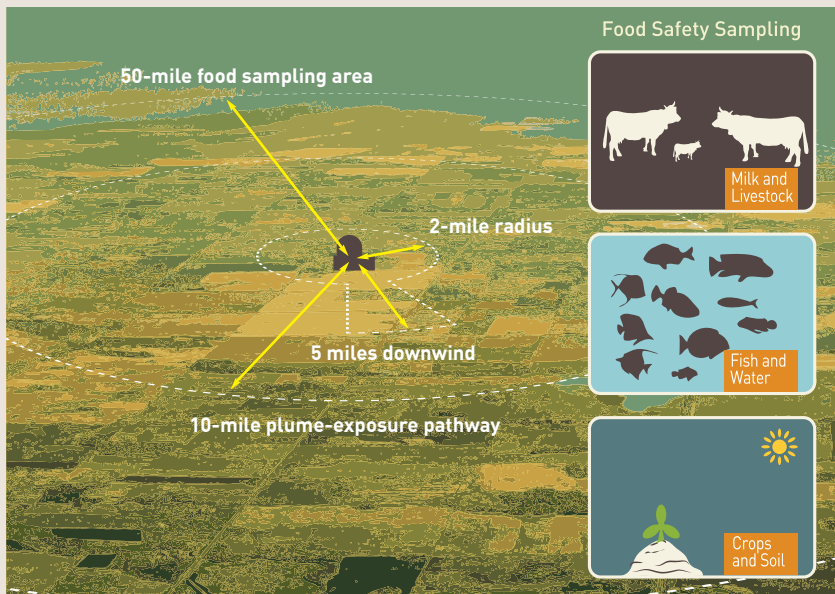 Food Safety Sampling
50-mile food sampling area
2-mile radius
5 miles downwind
10-mile plume-exposure pathway
Milk and
Livestock
Fish and
Water
Crops
and Soil